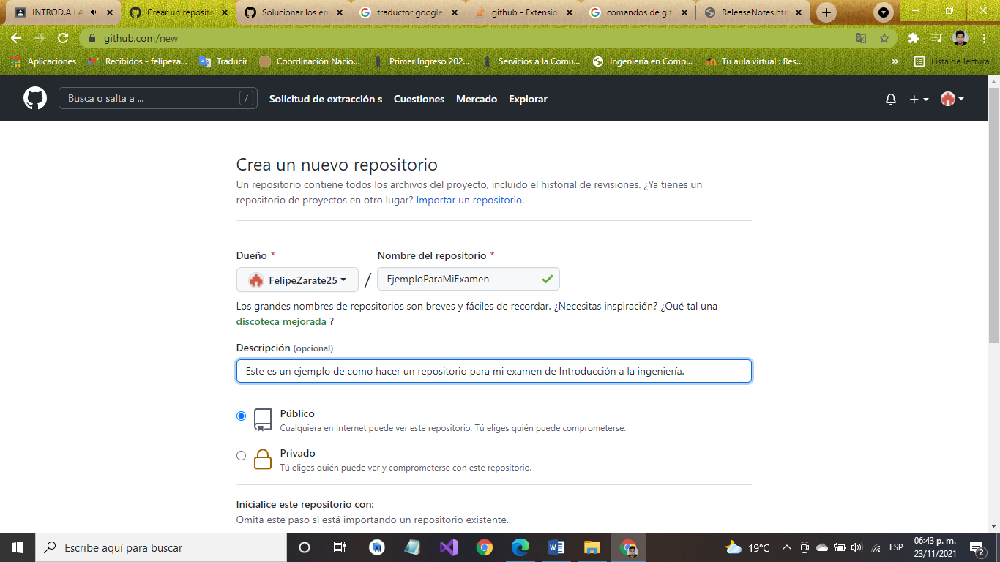 INTROD.A LA
Crear un reposito
Solucionar los err
traductor google
github - Extension
comandos de git
ReleaseNotes.htm
github.com/new
Aplicaciones
Recibidos - felipeza...
Traducir
Coordinación Nacio...
Primer Ingreso 202...
Servicios a la Comu...
Ingeniería en Comp...
Tu aula virtual : Res...
»
Lista de lectura
Busca o salta a ...
/
Solicitud de extracción s
Cuestiones
Mercado
Explorar
Crea un nuevo repositorio
Un repositorio contiene todos los archivos del proyecto, incluido el historial de revisiones. ¿Ya tienes un
repositorio de proyectos en otro lugar? Importar un repositorio.
Dueño *
Nombre del repositorio *
FelipeZarate25
/
EjemploParaMiExamen
Los grandes nombres de repositorios son breves y fáciles de recordar. ¿Necesitas inspiración? ¿Qué tal una
discoteca mejorada ?
Descripción (opcional)
Este es un ejemplo de como hacer un repositorio para mi examen de Introducción a la ingeniería.
Público
Cualquiera en Internet puede ver este repositorio. Tú eliges quién puede comprometerse.
Privado
Tú eliges quién puede ver y comprometerse con este repositorio.
Inicialice este repositorio con:
Omita este paso si está importando un repositorio existente.
Escribe aquí para buscar
19°C
ESP
06:43 p. m.
23/11/2021
2